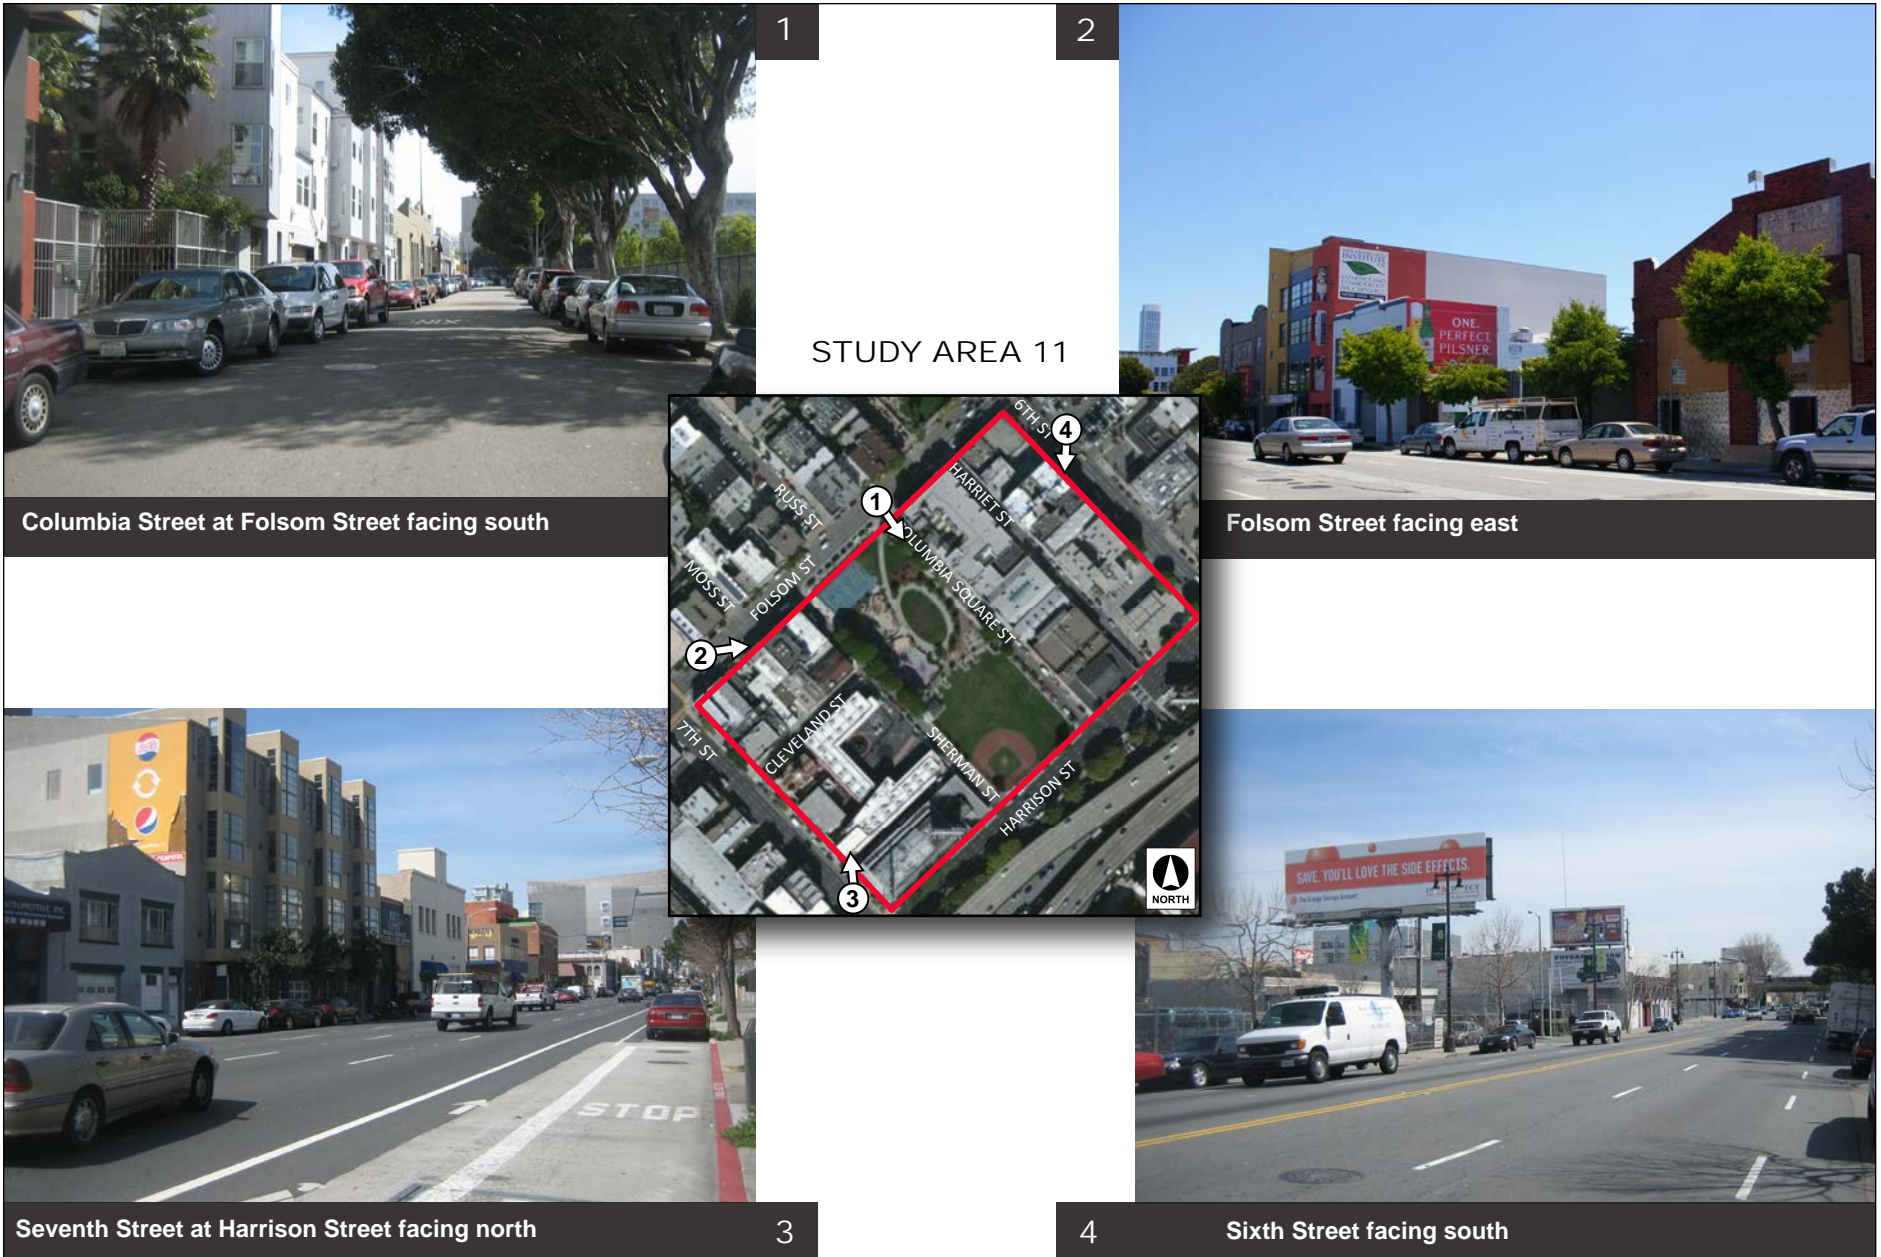 1
2
STUDY AREA 11
INSTITUTE
ONE.
PERFECT
PILSNER.
Columbia Street at Folsom Street facing south
Folsom Street facing east
6TH ST
4
HARRIET ST
1
RUSS ST
COLUMBIA SQUARE ST
MOSS ST
FOLSOM ST
2
7TH ST
CLEVELAND ST
SHERMAN ST
HARRISON ST
3
NORTH
AUTOMOTIVE INC.
STOP
SAVE. YOU'LL LOVE THE SIDE EFFECTS.
Seventh Street at Harrison Street facing north
3
4
Sixth Street facing south